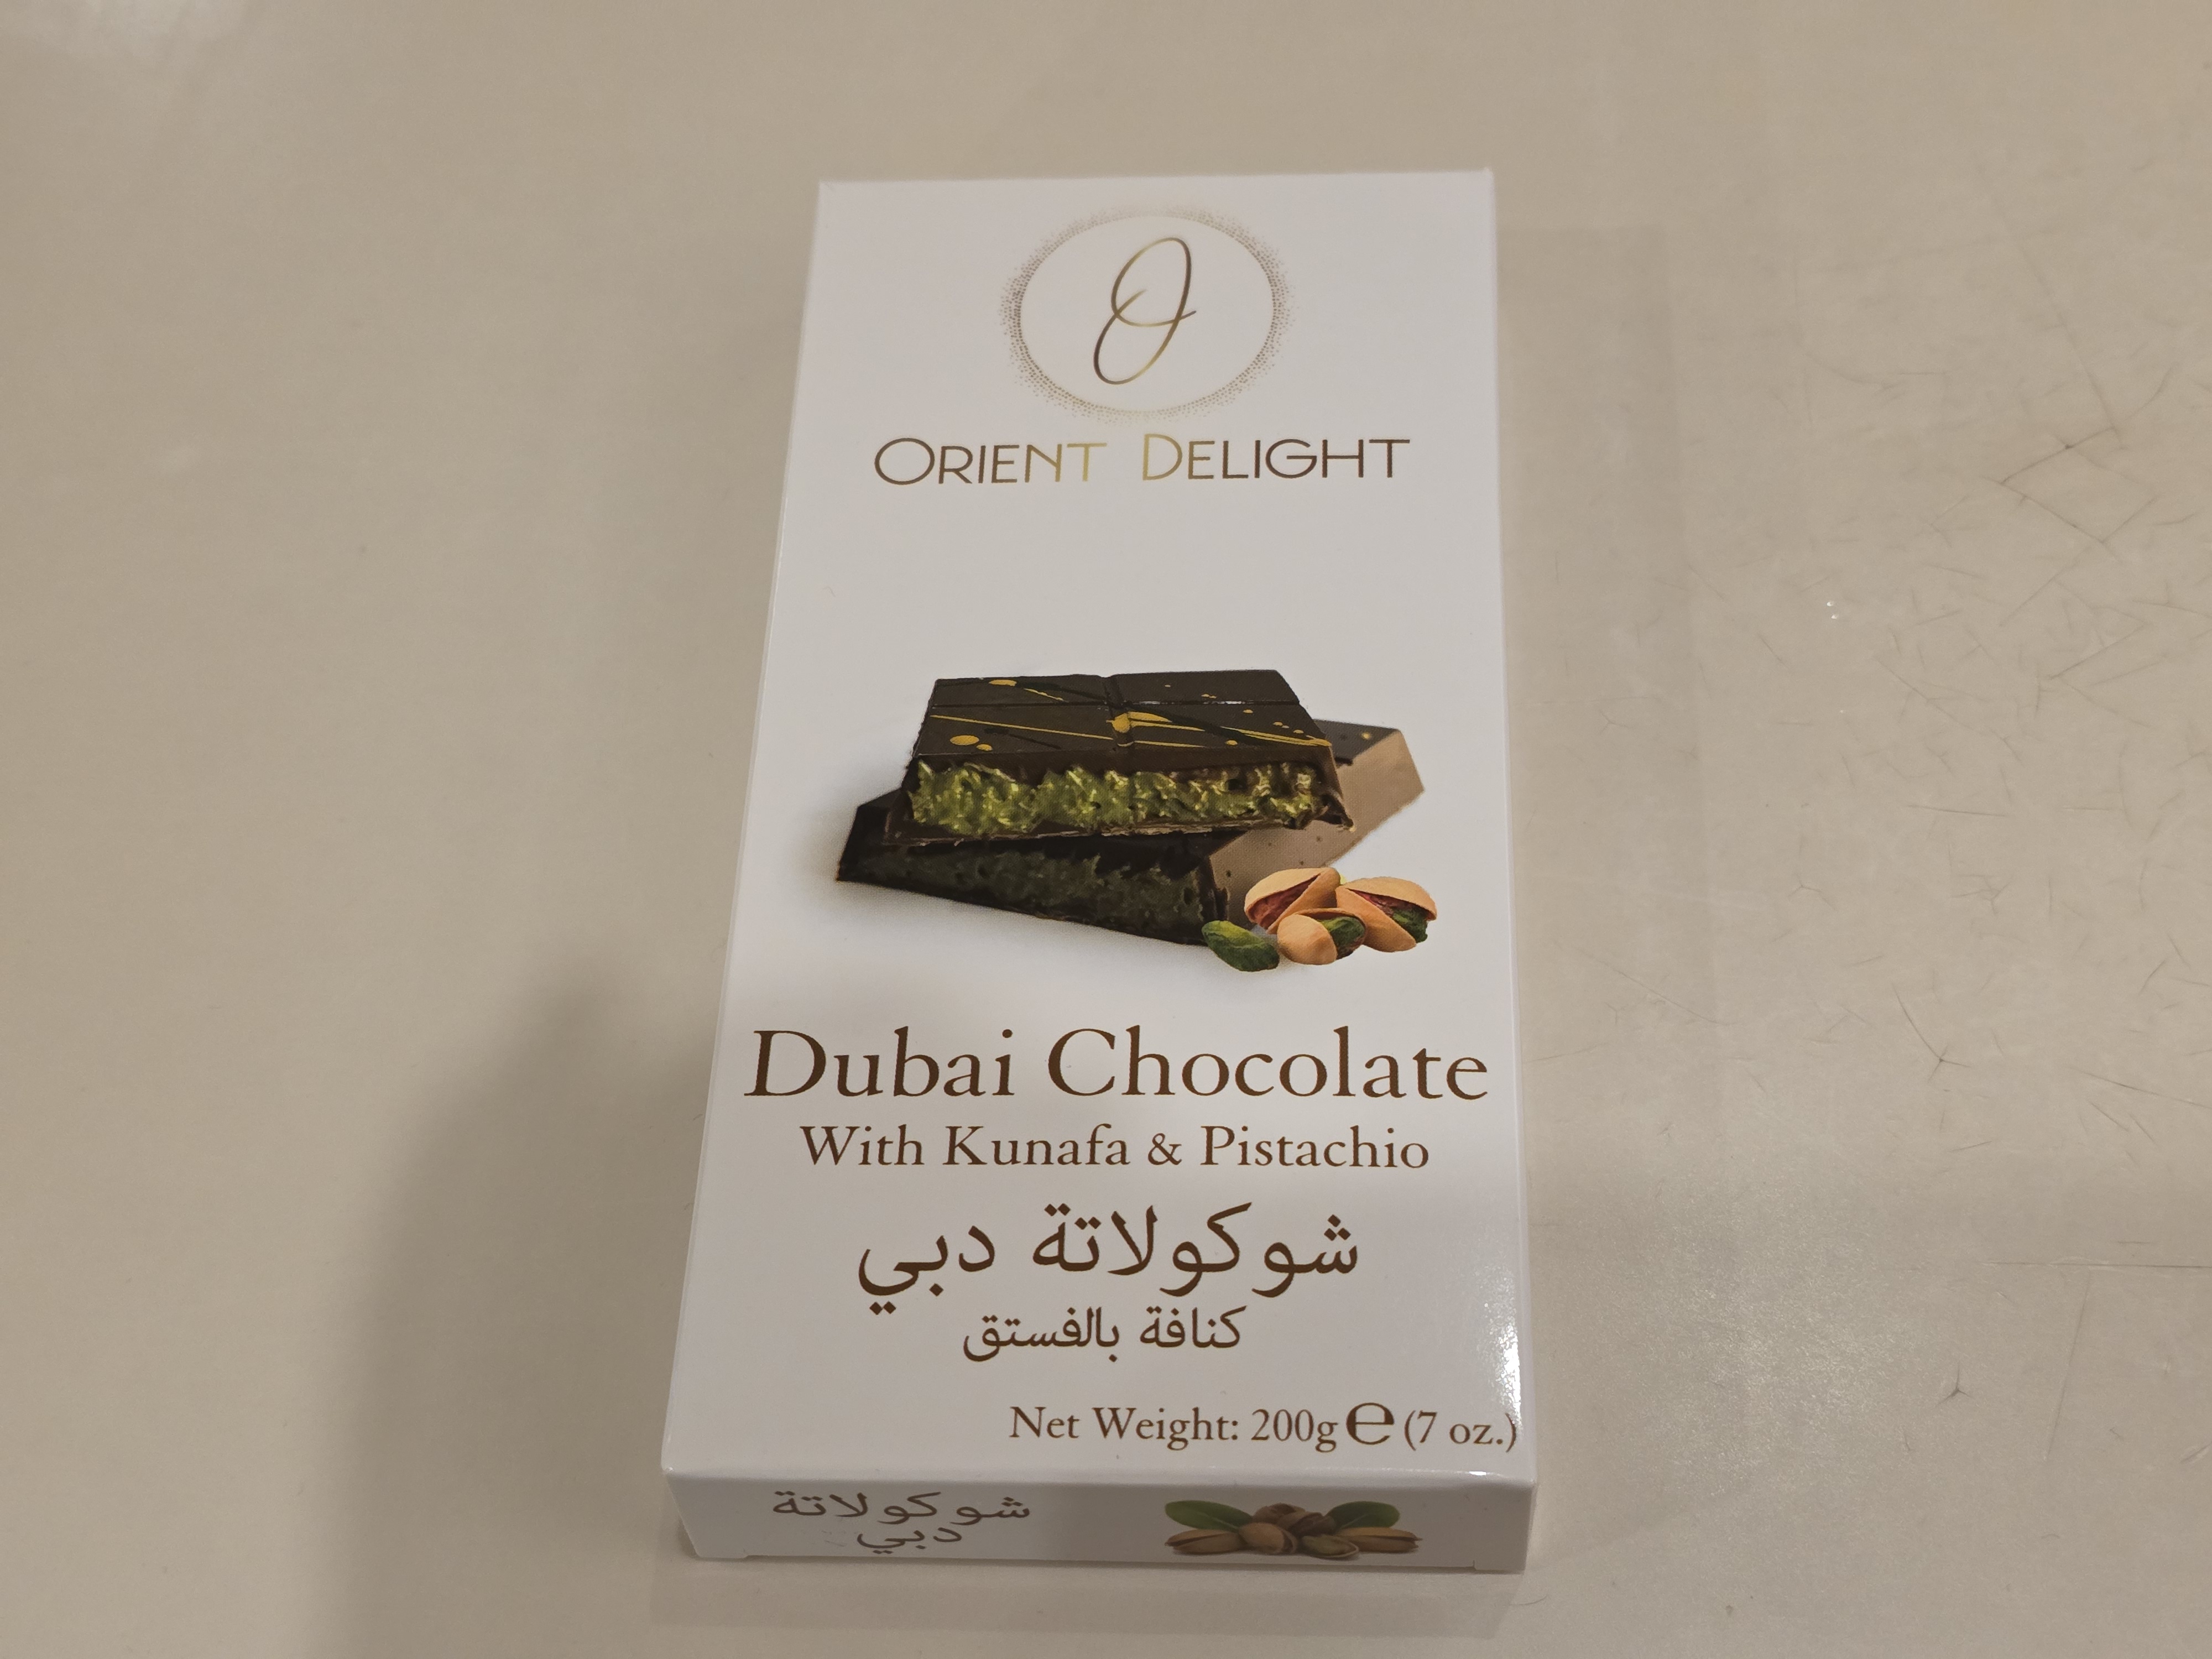 O
ORIENT DELIGHT
Dubai Chocolate
With Kunafa & Pistachio
شوكولاتة دبي
كنافة بالفستق
Net Weight: 200g ℮ (7 oz.)
شوكولاتة
دبي